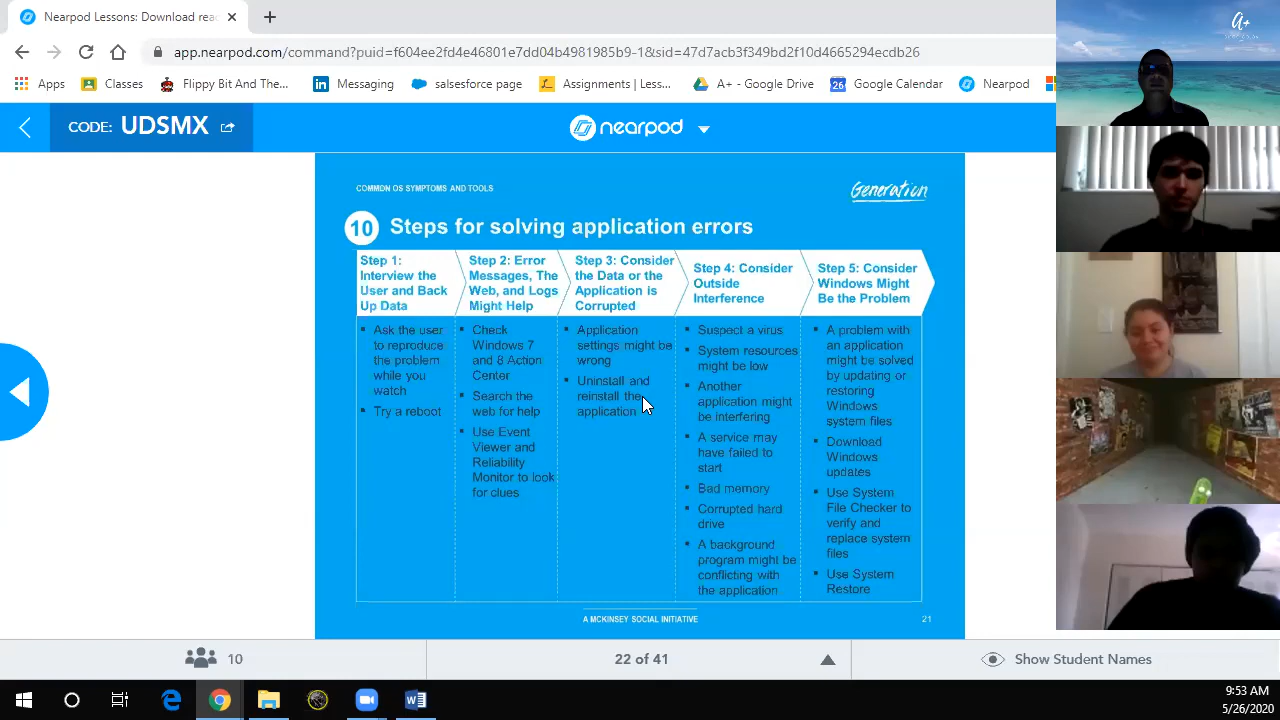 Nearpod Lessons: Download rea
app.nearpod.com/command?puid=f604ee2fd4e46801e7dd04b4981985b9-1&sid=47d7acb3f349bd2f10d4665294ecdb26
Apps Classes Flippy Bit And The... Messaging salsesforce page Assignments | Less... A+ - Google Drive 26 Google Calendar Nearpod
CODE: UDSMX
nearpod
COMMON OS SYMPTOMS AND TOOLS
Generation
10 Steps for solving application errors
Step 1:
Interview the
User and Back
Up Data
▪ Ask the user
to reproduce
the problem
while you
watch
▪ Try a reboot
Step 2: Error
Messages, The
Web, and Logs
Might Help
▪ Check
Windows 7
and 8 Action
Center
▪ Search the
web for help
▪ Use Event
Viewer and
Reliability
Monitor to look
for clues
Step 3: Consider
the Data or the
Application is
Corrupted
▪ Application
settings might be
wrong
▪ Uninstall and
reinstall the
application
Step 4: Consider
Outside
Interference
▪ Suspect a virus
▪ System resources
might be low
▪ Another
application might
be interfering
▪ A service may
have failed to
start
▪ Bad memory
▪ Corrupted hard
drive
▪ A background
program might be
conflicting with
the application
Step 5: Consider
Windows Might
Be the Problem
▪ A problem with
an application
might be solved
by updating or
restoring
Windows
system files
▪ Download
Windows
updates
▪ Use System
File Checker to
verify and
replace system
files
▪ Use System
Restore
A MCKINSEY SOCIAL INITIATIVE
21
10
22 of 41
Show Student Names
9:53 AM
5/26/2020
A+